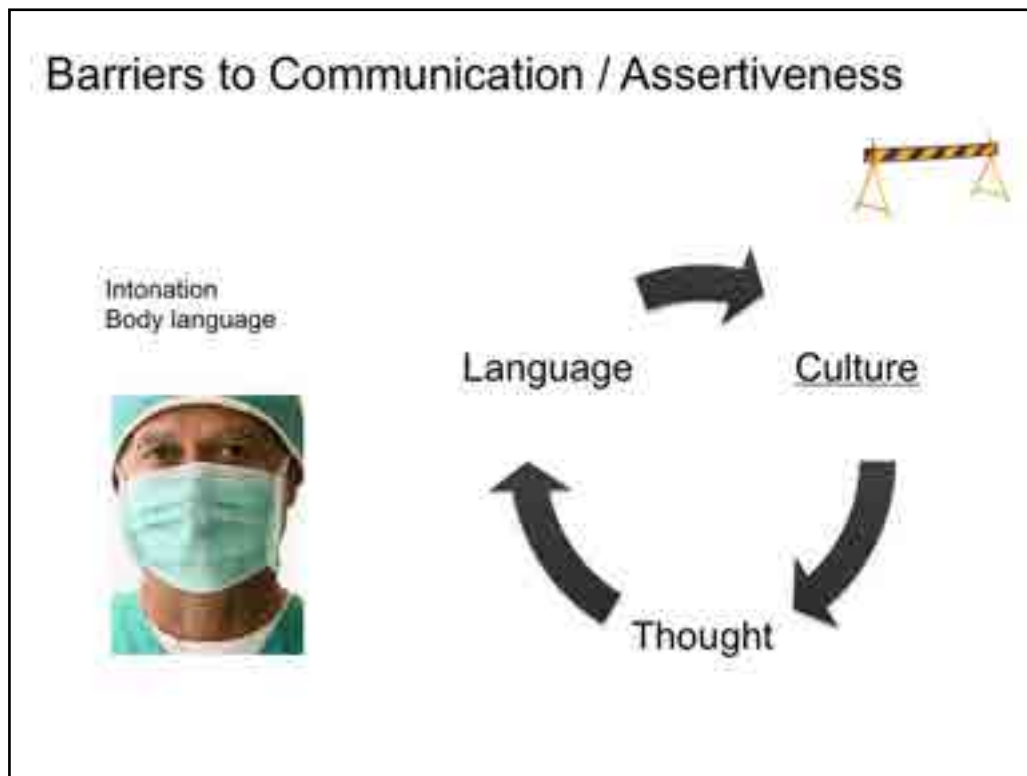 Barriers to Communication / Assertiveness
Intonation
Body language
Language
Culture
Thought